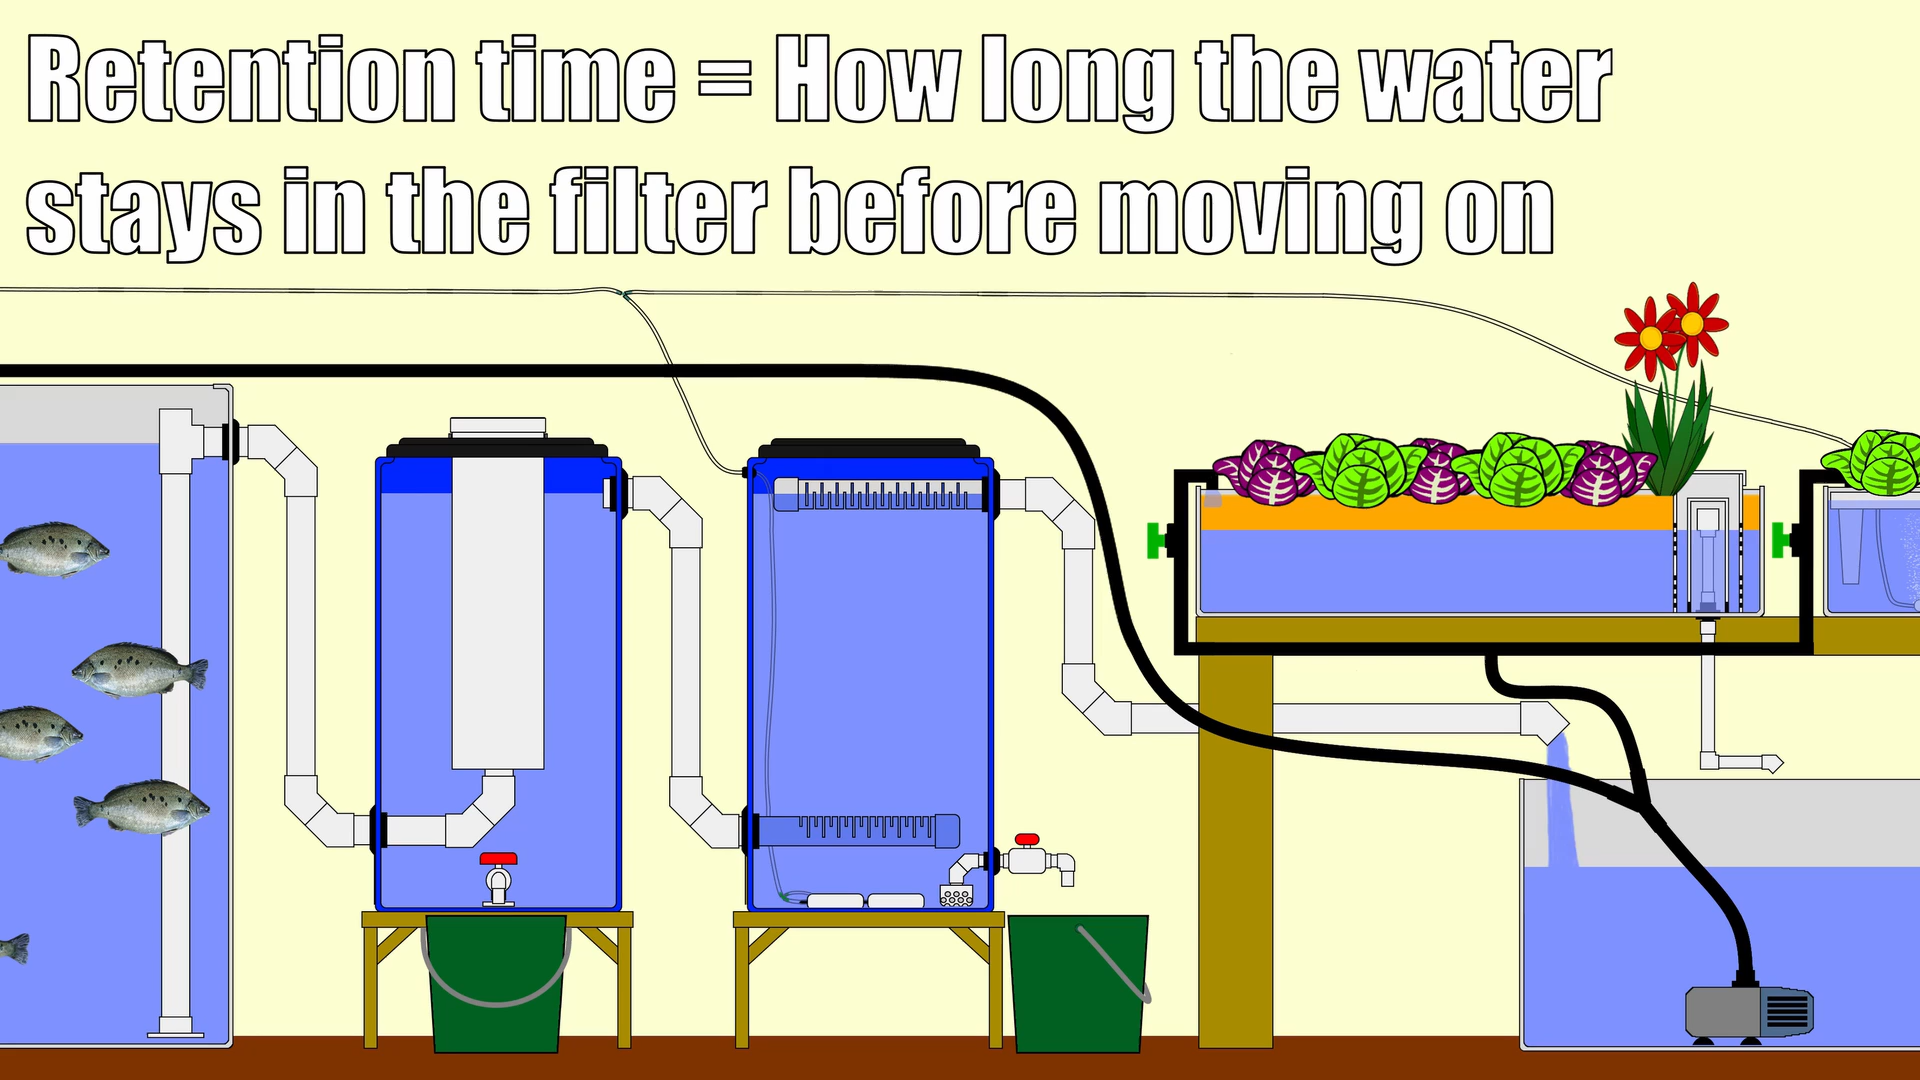 Retention time = How long the water
stays in the filter before moving on